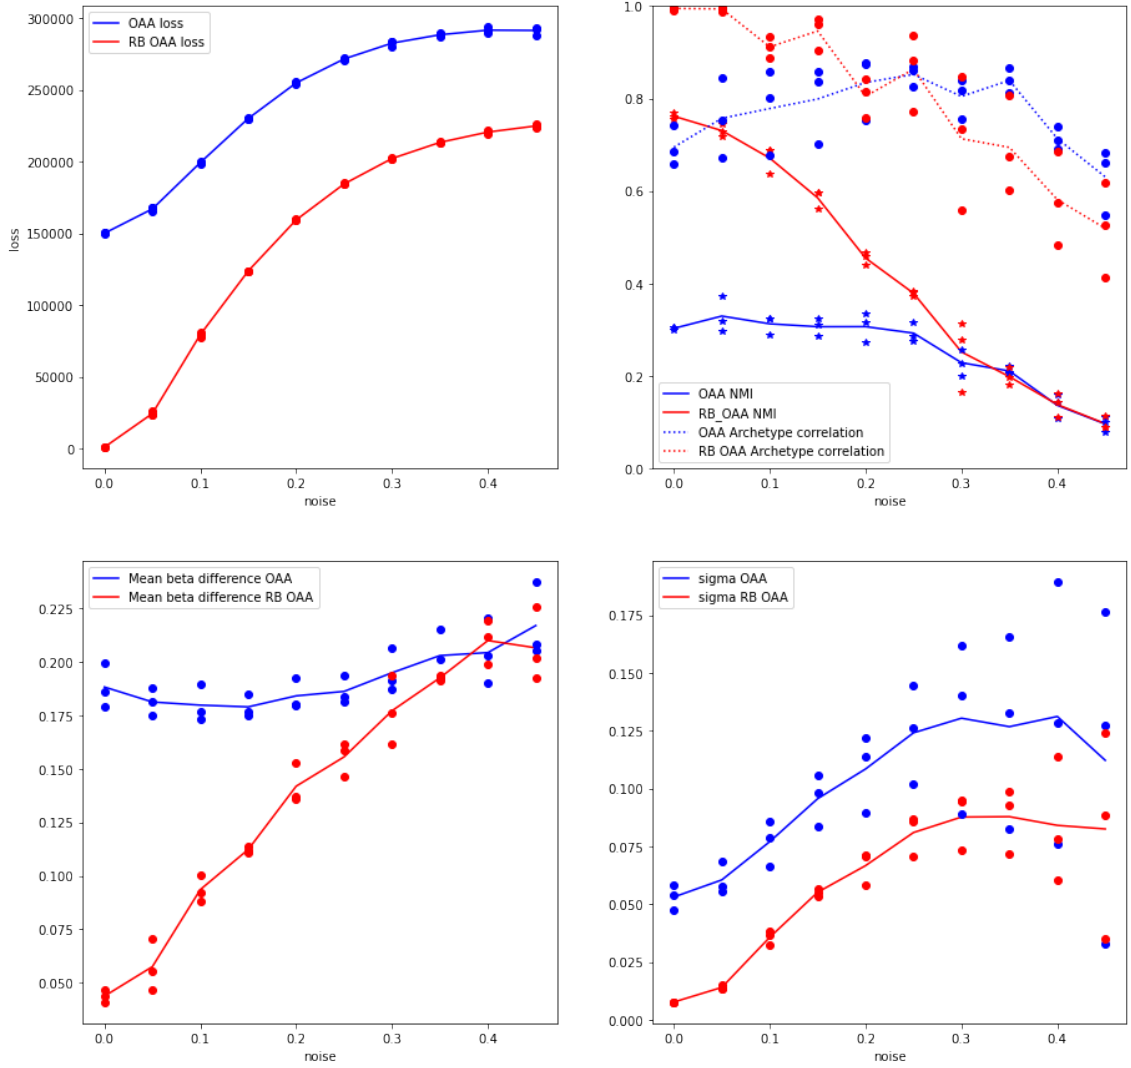 300000
250000
200000
150000
100000
50000
0
loss
OAA loss
RB OAA loss
0.0 0.1 0.2 0.3 0.4
noise
1.0
0.8
0.6
0.4
0.2
0.0
OAA NMI
RB_OAA NMI
OAA Archetype correlation
RB OAA Archetype correlation
0.0 0.1 0.2 0.3 0.4
noise
0.225
0.200
0.175
0.150
0.125
0.100
0.075
0.050
Mean beta difference OAA
Mean beta difference RB OAA
0.0 0.1 0.2 0.3 0.4
noise
0.175
0.150
0.125
0.100
0.075
0.050
0.025
0.000
sigma OAA
sigma RB OAA
0.0 0.1 0.2 0.3 0.4
noise